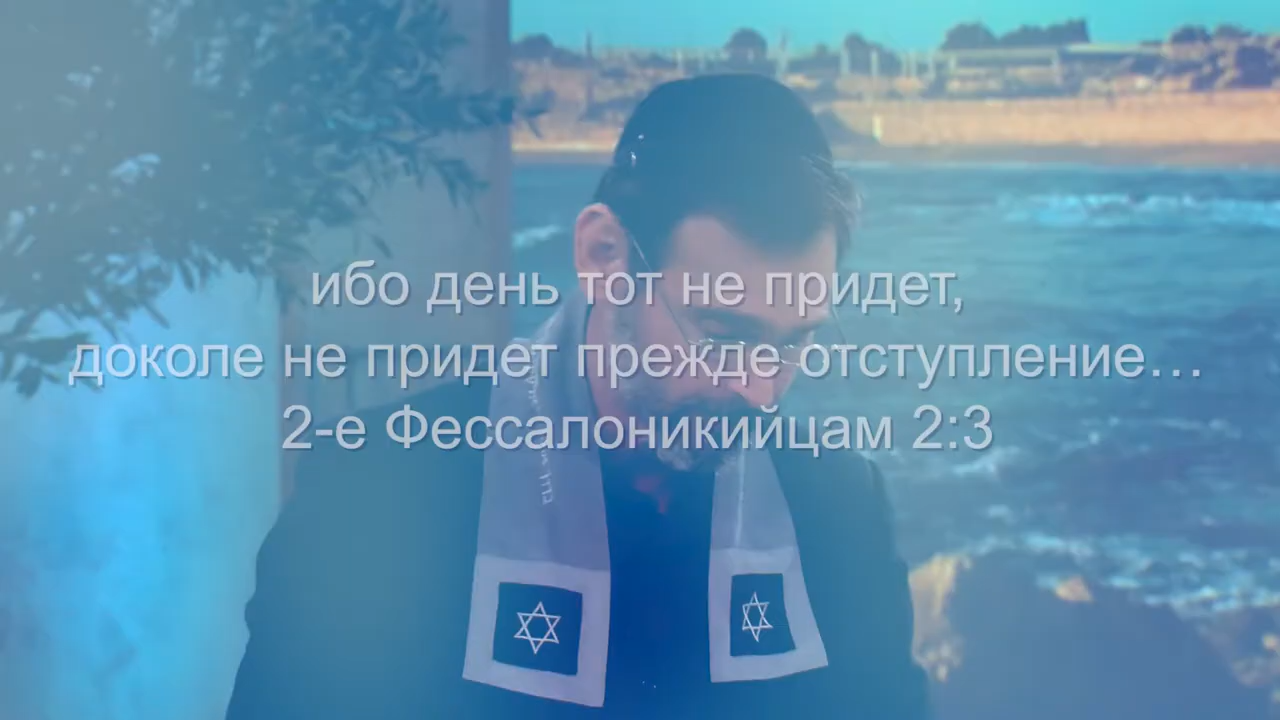 ибо день тот не придет,
доколе не придет прежде отступление…
2-е Фессалоникийцам 2:3